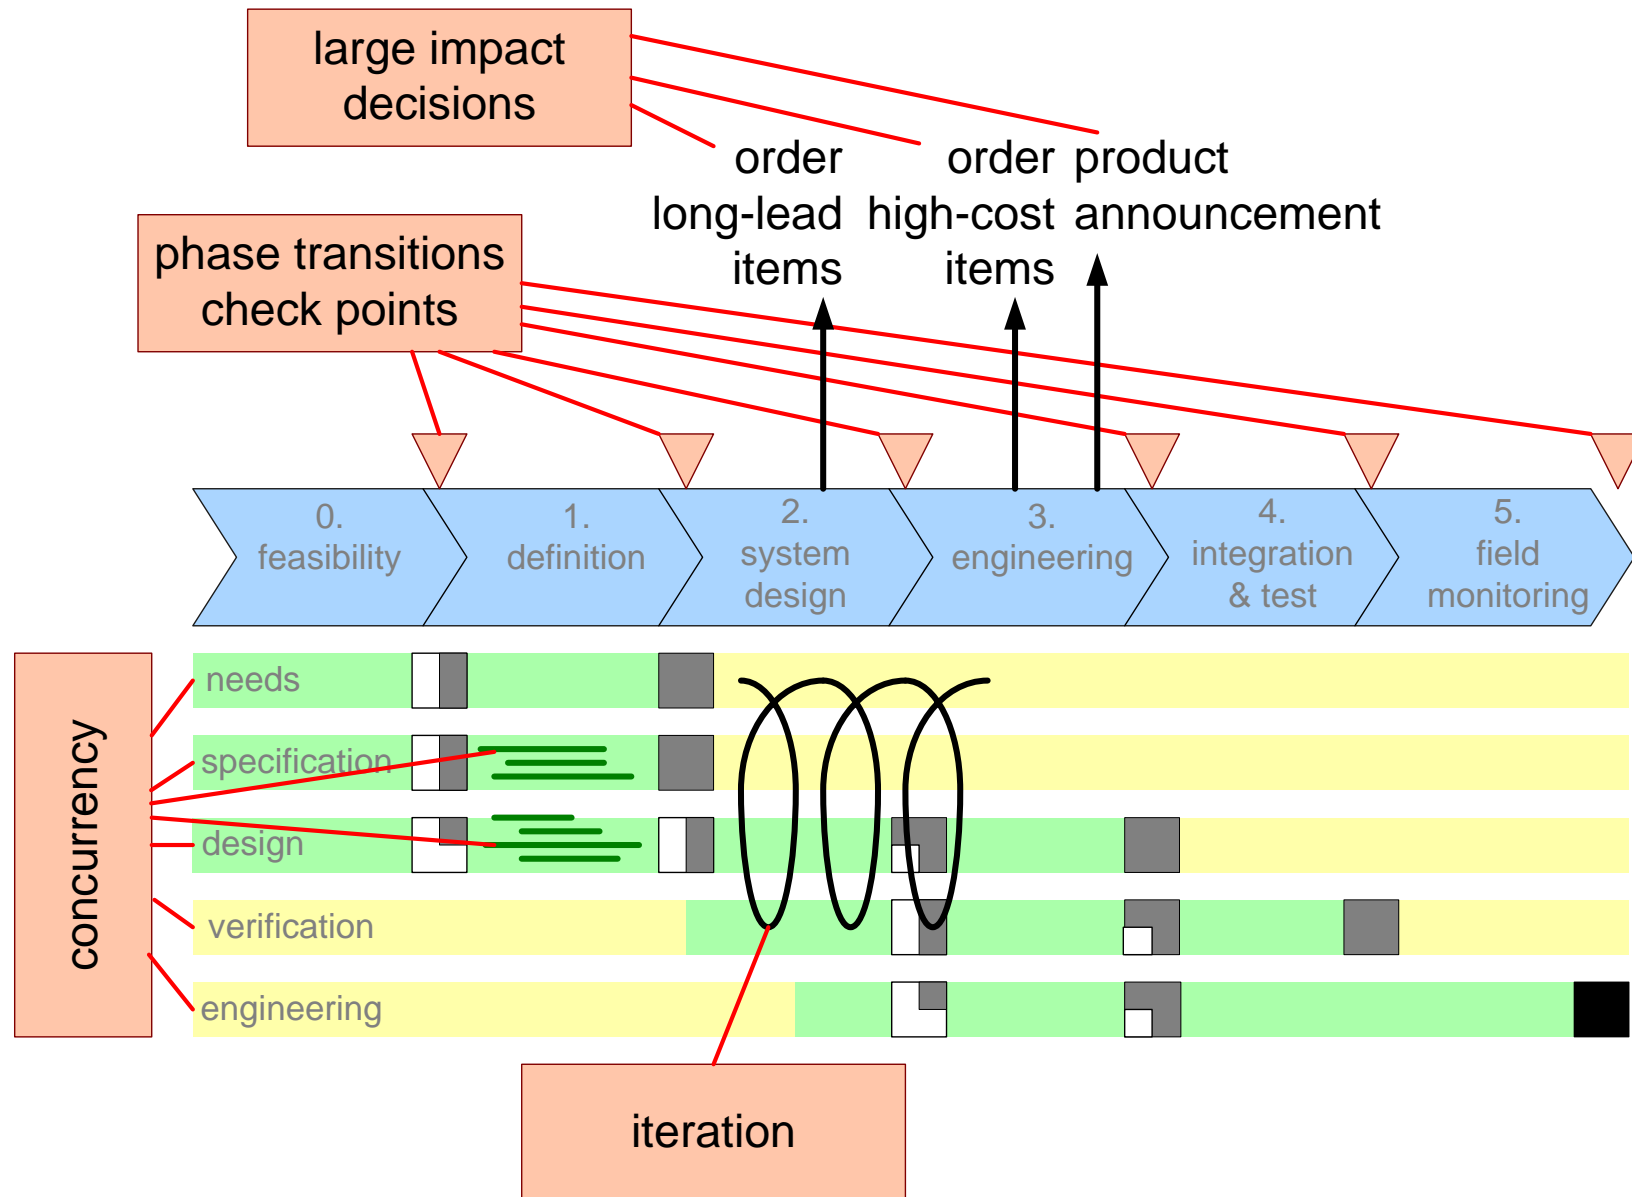 large impact
decisions
order
long-lead
items
order
high-cost
items
product
announcement
phase transitions
check points
0.
feasibility
1.
definition
2.
system
design
3.
engineering
4.
integration
& test
5.
field
monitoring
concurrency
needs
specification
design
verification
engineering
iteration